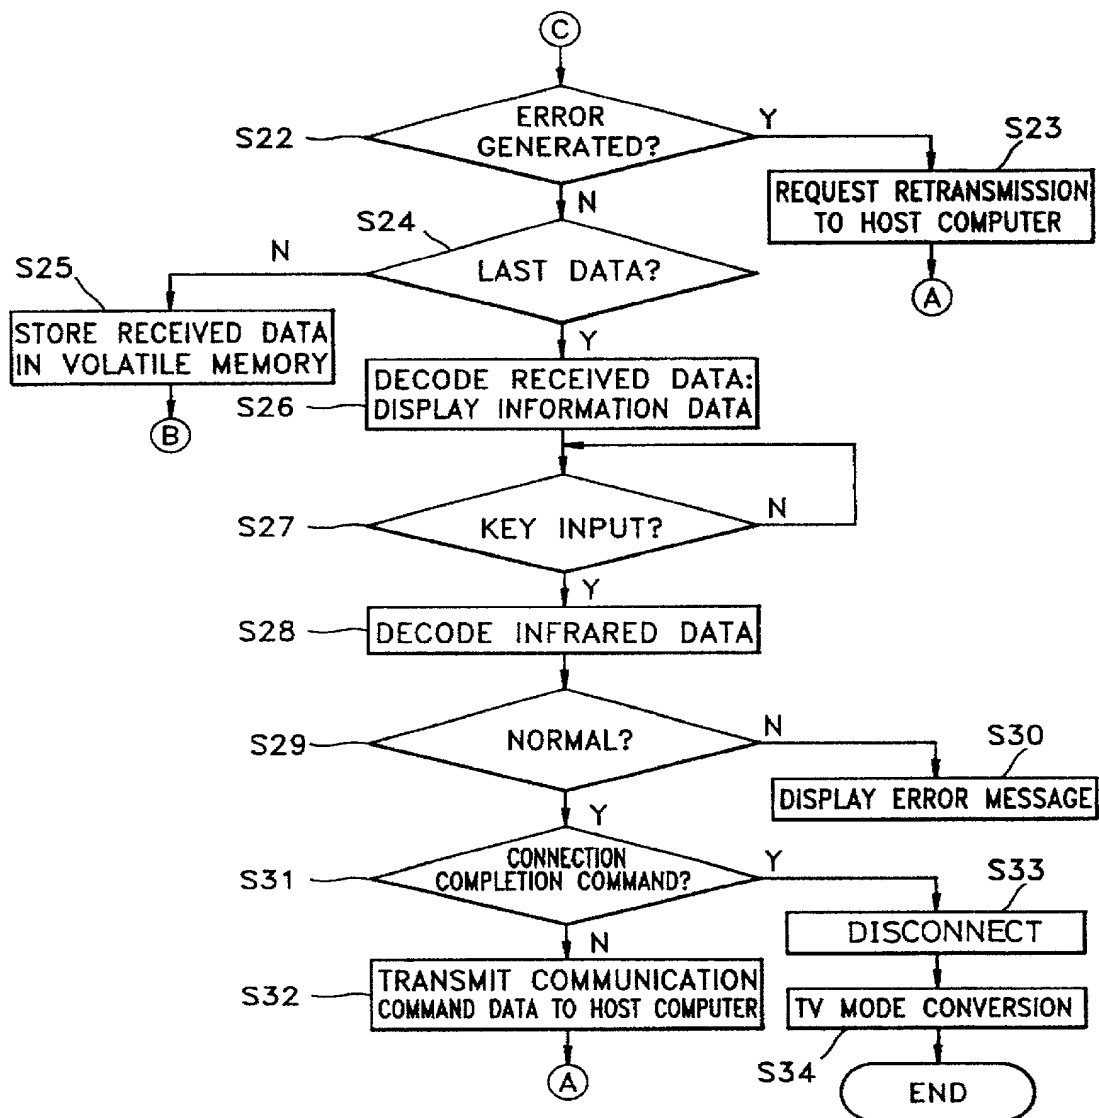 C
S22
ERROR
GENERATED?
Y
N
S23
REQUEST RETRANSMISSION
TO HOST COMPUTER
A
S24
LAST DATA?
N
Y
S25
STORE RECEIVED DATA
IN VOLATILE MEMORY
B
S26
DECODE RECEIVED DATA:
DISPLAY INFORMATION DATA
S27
KEY INPUT?
N
Y
S28
DECODE INFRARED DATA
S29
NORMAL?
N
Y
S30
DISPLAY ERROR MESSAGE
S31
CONNECTION
COMPLETION COMMAND?
Y
N
S33
DISCONNECT
S32
TRANSMIT COMMUNICATION
COMMAND DATA TO HOST COMPUTER
A
TV MODE CONVERSION
S34
END